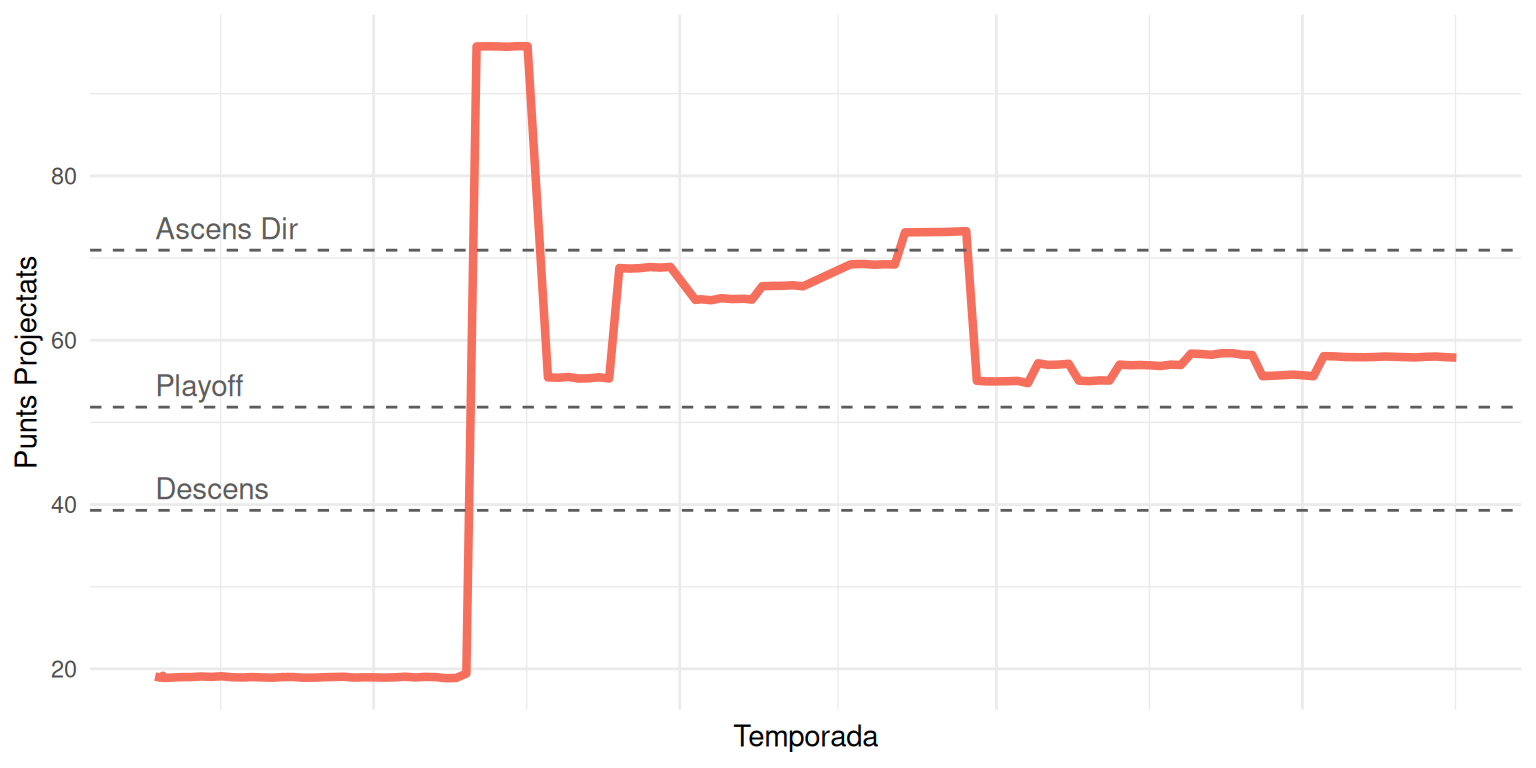 80
60
40
20
Punts Projectats
Ascens Dir
Playoff
Descens
Temporada